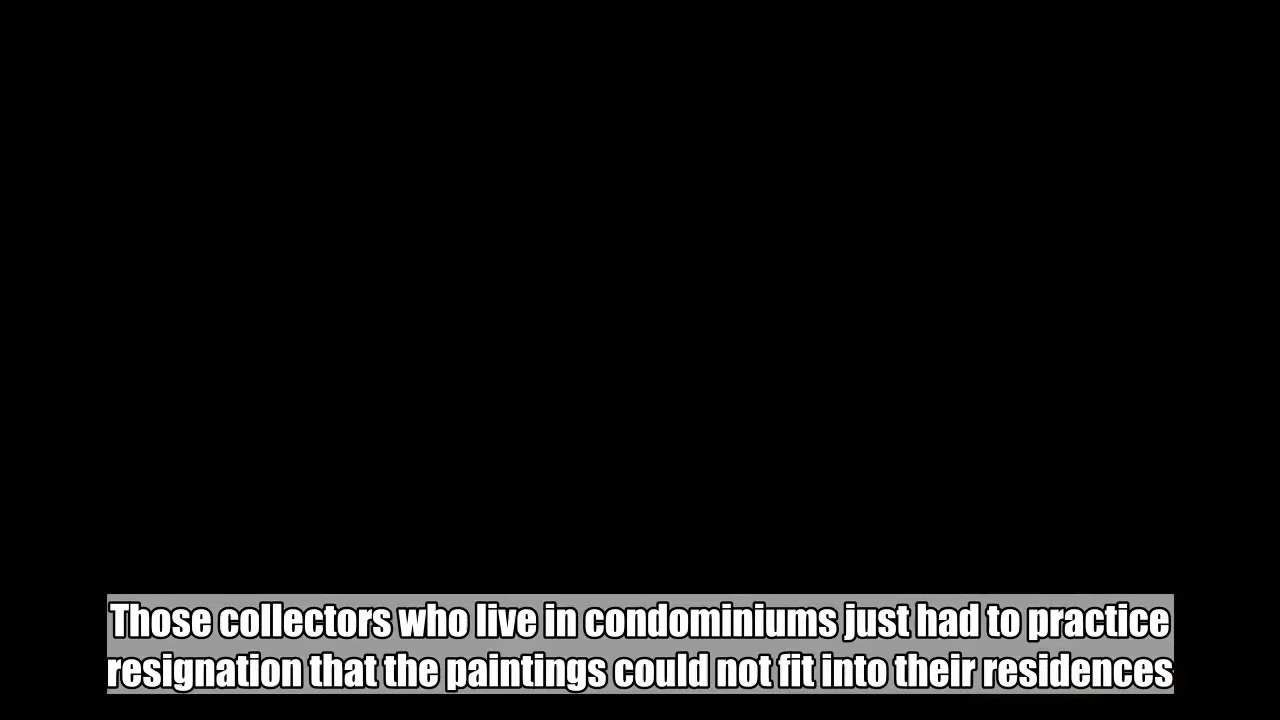 Those collectors who live in condominiums just had to practice
resignation that the paintings could not fit into their residences